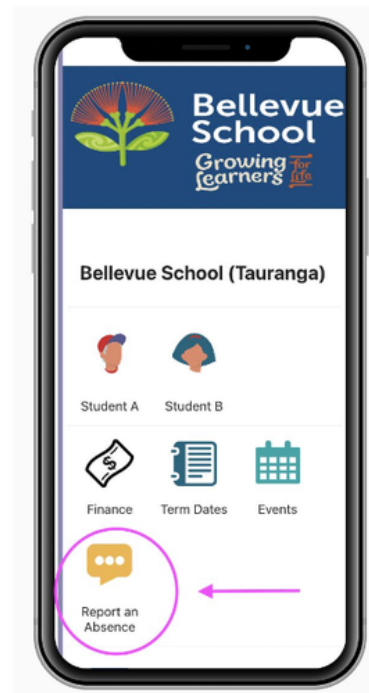 Bellevue
School
Growing for
Learners life
Bellevue School (Tauranga)
Student A Student B
Finance Term Dates Events
Report an
Absence